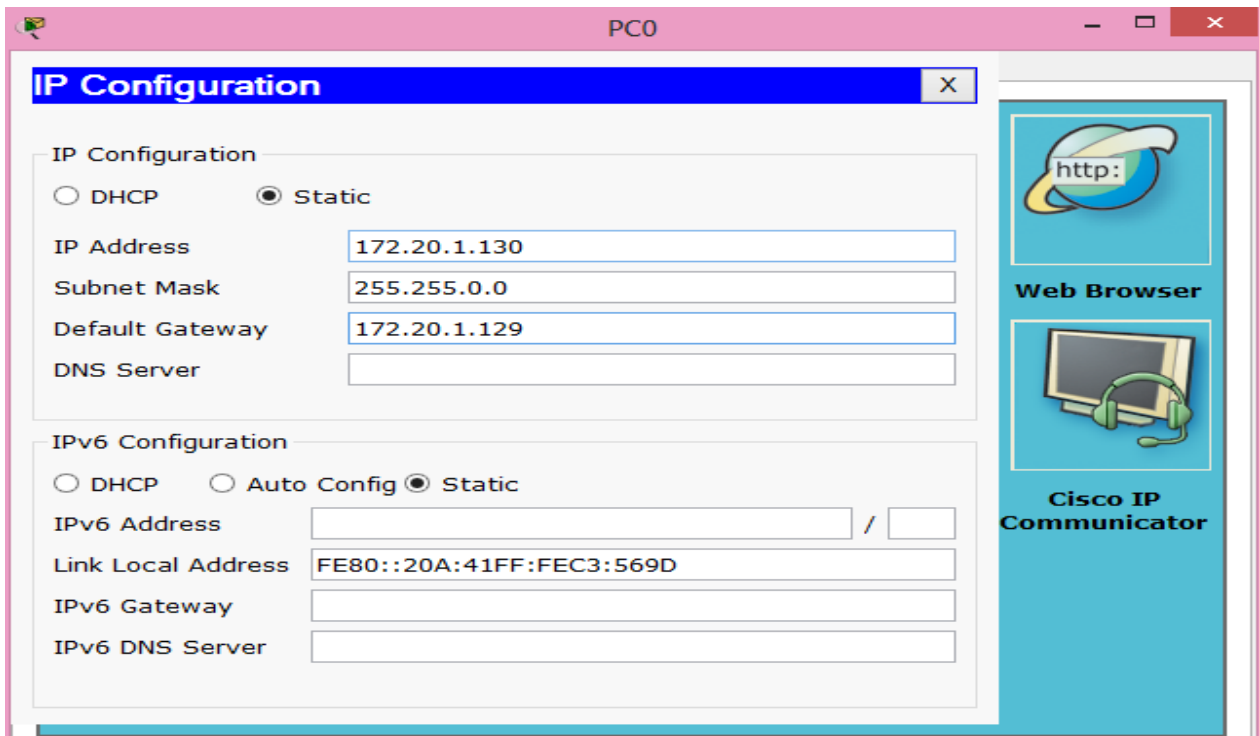 PC0
IP Configuration X
IP Configuration
DHCP Static
IP Address 172.20.1.130
Subnet Mask 255.255.0.0
Default Gateway 172.20.1.129
DNS Server
IPv6 Configuration
DHCP Auto Config Static
IPv6 Address /
Link Local Address FE80::20A:41FF:FEC3:569D
IPv6 Gateway
IPv6 DNS Server
http:
Web Browser
Cisco IP
Communicator